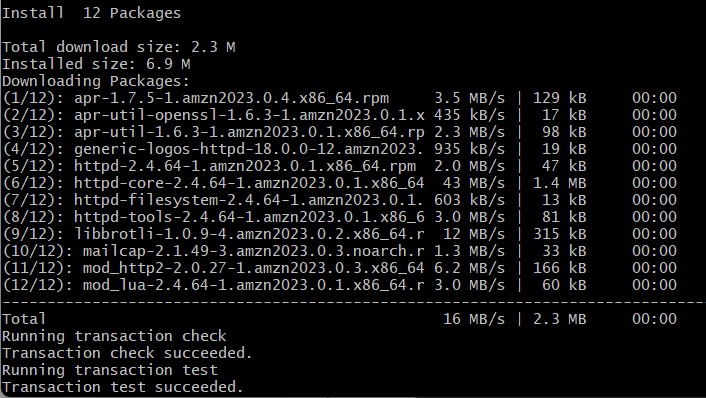 Install  12 Packages
Total download size: 2.3 M
Installed size: 6.9 M
Downloading Packages:
(1/12): apr-1.7.5-1.amzn2023.0.4.x86_64.rpm     3.5 MB/s | 129 kB     00:00
(2/12): apr-util-openssl-1.6.3-1.amzn2023.0.1.x 435 kB/s |  17 kB     00:00
(3/12): apr-util-1.6.3-1.amzn2023.0.1.x86_64.rp 2.3 MB/s |  98 kB     00:00
(4/12): generic-logos-httpd-18.0.0-12.amzn2023. 935 kB/s |  19 kB     00:00
(5/12): httpd-2.4.64-1.amzn2023.0.1.x86_64.rpm  2.0 MB/s |  47 kB     00:00
(6/12): httpd-core-2.4.64-1.amzn2023.0.1.x86_64  43 MB/s | 1.4 MB     00:00
(7/12): httpd-filesystem-2.4.64-1.amzn2023.0.1. 603 kB/s |  13 kB     00:00
(8/12): httpd-tools-2.4.64-1.amzn2023.0.1.x86_6 3.0 MB/s |  81 kB     00:00
(9/12): libbrotli-1.0.9-4.amzn2023.0.2.x86_64.r  12 MB/s | 315 kB     00:00
(10/12): mailcap-2.1.49-3.amzn2023.0.3.noarch.r 1.3 MB/s |  33 kB     00:00
(11/12): mod_http2-2.0.27-1.amzn2023.0.3.x86_64 6.2 MB/s | 166 kB     00:00
(12/12): mod_lua-2.4.64-1.amzn2023.0.1.x86_64.r 3.0 MB/s |  60 kB     00:00
--------------------------------------------------------------------------------
Total                                            16 MB/s | 2.3 MB     00:00
Running transaction check
Transaction check succeeded.
Running transaction test
Transaction test succeeded.